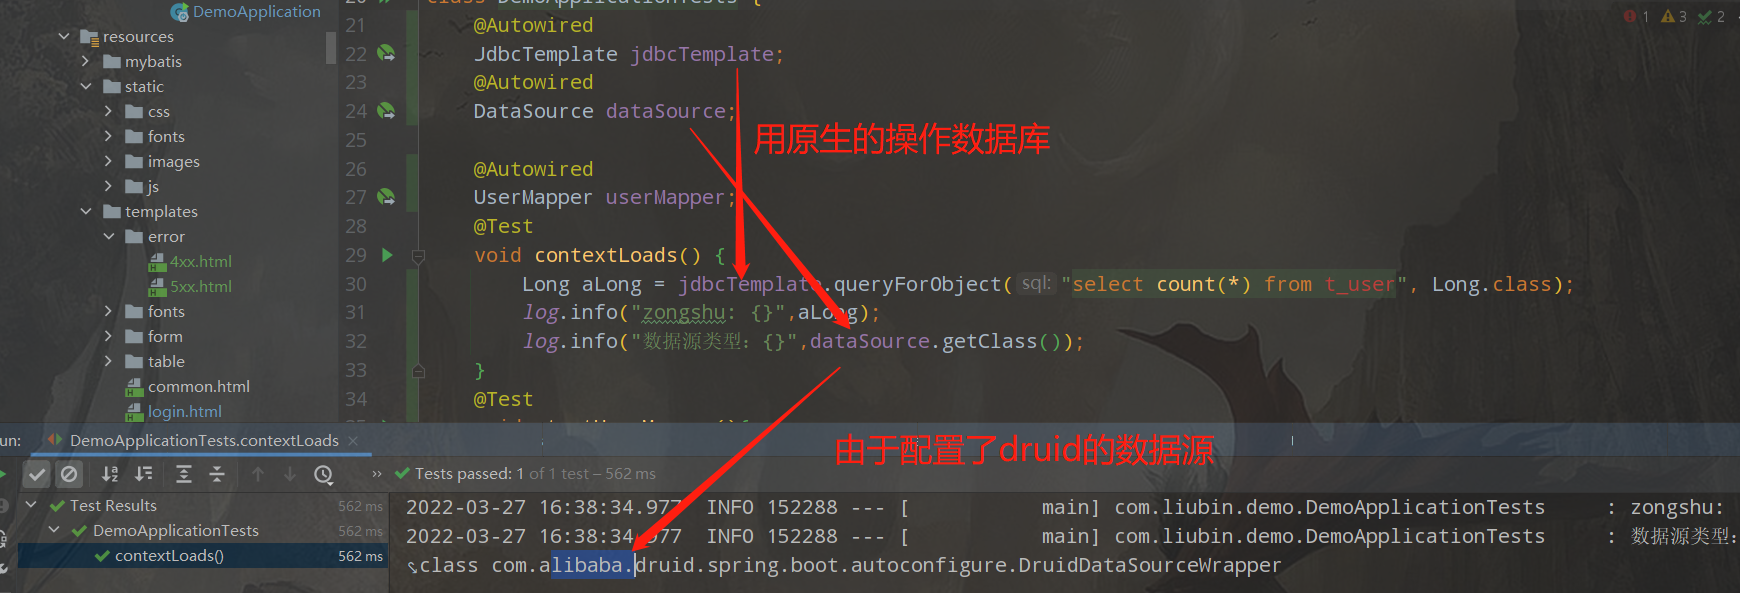 DemoApplication
resources
mybatis
static
css
fonts
images
js
templates
error
4xx.html
5xx.html
fonts
form
table
common.html
login.html
1 3 2
21 @Autowired
22 JdbcTemplate jdbcTemplate;
23 @Autowired
24 DataSource dataSource;
25
26 @Autowired
27 UserMapper userMapper;
28 @Test
29 void contextLoads() {
30 Long aLong = jdbcTemplate.queryForObject( sql: "select count(*) from t_user", Long.class);
31 log.info("zongshu: {}",aLong);
32 log.info("数据源类型: {}",dataSource.getClass());
33 }
34 @Test
用原生的操作数据库
由于配置了druid的数据源
un: DemoApplicationTests.contextLoads ×
Tests passed: 1 of 1 test – 562 ms
Test Results 562 ms
DemoApplicationTests 562 ms
contextLoads() 562 ms
2022-03-27 16:38:34.977 INFO 152288 --- [ main] com.liubin.demo.DemoApplicationTests : zongshu:
2022-03-27 16:38:34.977 INFO 152288 --- [ main] com.liubin.demo.DemoApplicationTests : 数据源类型:
class com.alibaba.druid.spring.boot.autoconfigure.DruidDataSourceWrapper